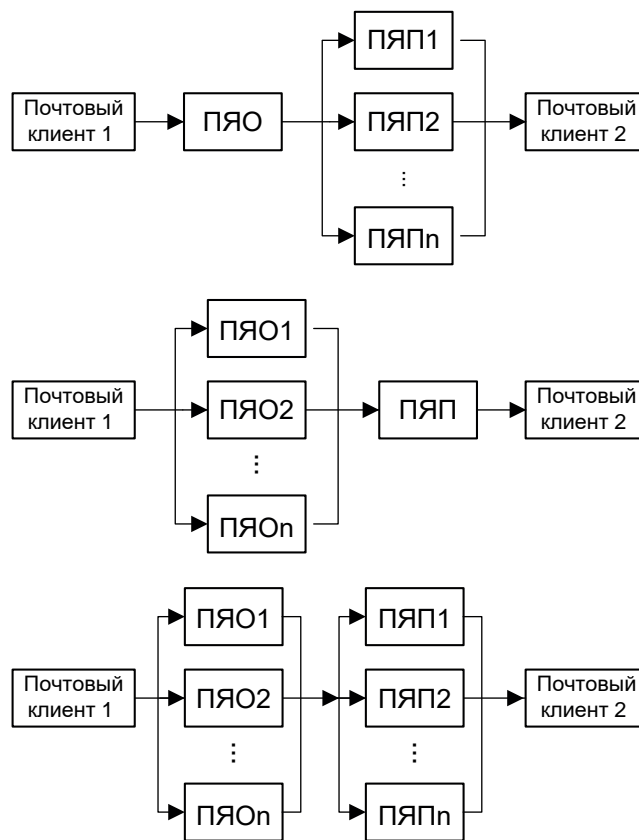 ПЯП1
Почтовый
клиент 1
ПЯО
ПЯП2
Почтовый
клиент 2
...
ПЯПn
ПЯО1
Почтовый
клиент 1
ПЯО2
ПЯП
Почтовый
клиент 2
...
ПЯОn
ПЯО1
ПЯП1
Почтовый
клиент 1
ПЯО2
ПЯП2
Почтовый
клиент 2
...
...
ПЯОn
ПЯПn